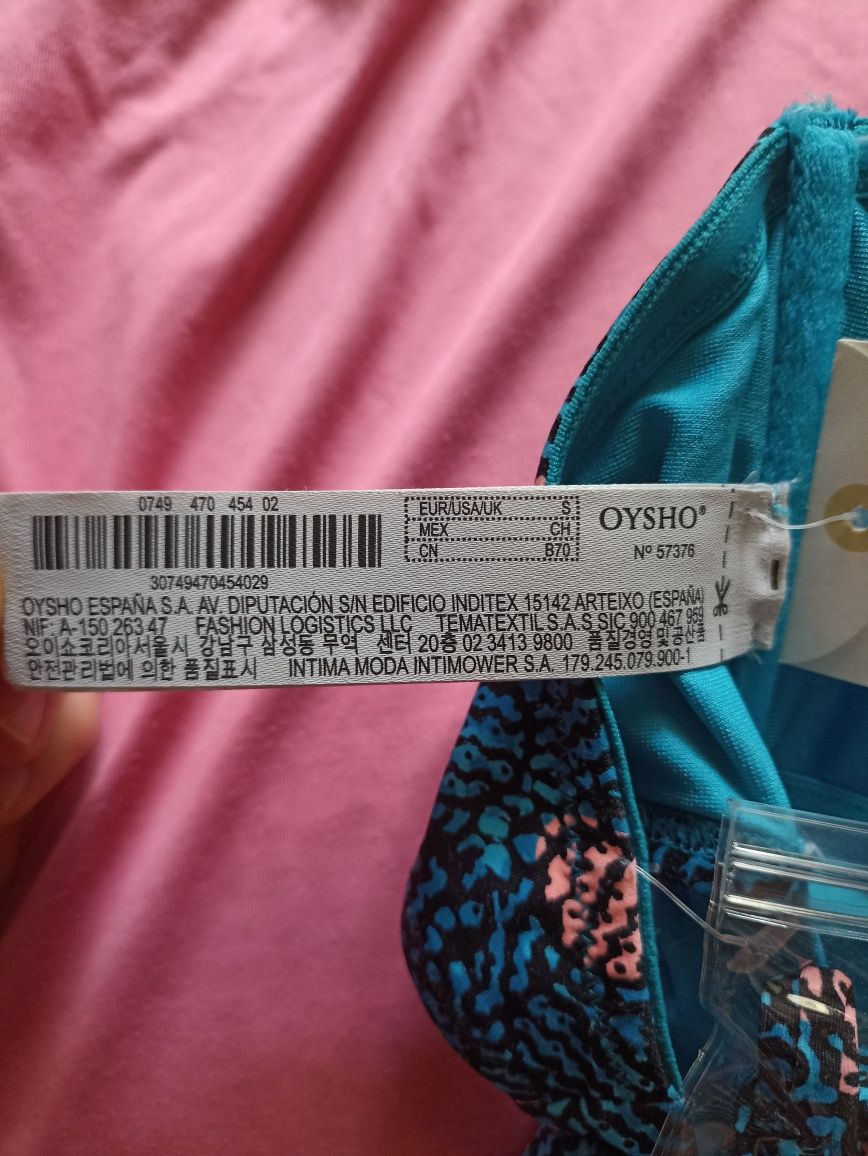 0749 470 454 02
30749470454029
EUR/USA/UK S
MEX CH
CN B70
OYSHO®
Nº 57376
OYSHO ESPAÑA S.A. AV. DIPUTACIÓN S/N EDIFICIO INDITEX 15142 ARTEIXO (ESPAÑA)
NIF. A-150 263 47 FASHION LOGISTICS LLC TEMATEXTIL S.A.S SIC 900 467 959
오이소코리아서울시 강남구 삼성동 무역 센터 20층 02 3413 9800 품질경영및공산품
안전관리법에 의한 품질표시 INTIMA MODA INTIMOWER S.A. 179.245.079.900-1